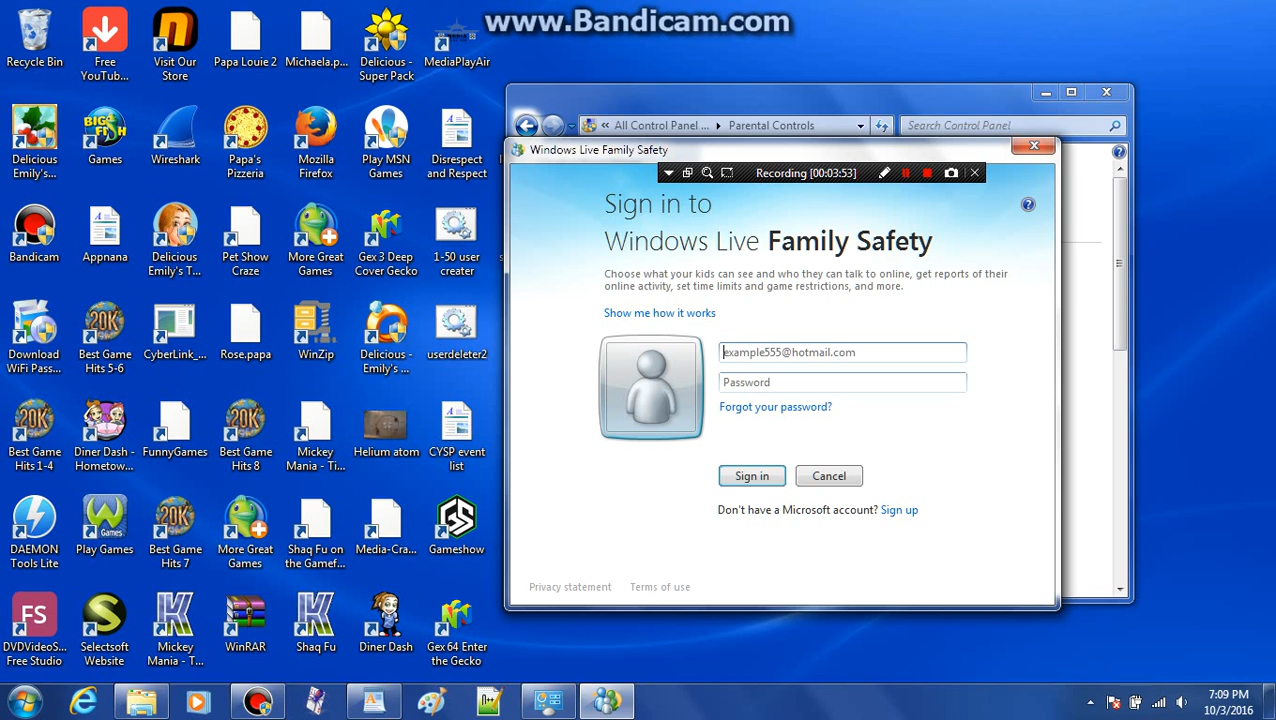 www.Bandicam.com
Recycle Bin
Free
YouTub...
Visit Our
Store
Papa Louie 2
Michaela.p...
Delicious -
Super Pack
MediaPlayAir
Delicious
Emily's...
Games
Wireshark
Papa's
Pizzeria
Mozilla
Firefox
Play MSN
Games
Disrespect
and Respect
Bandicam
Appnana
Delicious
Emily's T...
Pet Show
Craze
More Great
Games
Gex 3 Deep
Cover Gecko
1-50 user
creater
Download
WiFi Pass...
Best Game
Hits 5-6
CyberLink_...
Rose.papa
WinZip
Delicious -
Emily's ...
userdeleter2
Best Game
Hits 1-4
Diner Dash -
Hometow...
FunnyGames
Best Game
Hits 8
Mickey
Mania - Ti...
Helium atom
CYSP event
list
DAEMON
Tools Lite
Play Games
Best Game
Hits 7
More Great
Games
Shaq Fu on
the Gamef...
Media-Cra...
Gameshow
DVDVideoS...
Free Studio
Selectsoft
Website
Mickey
Mania - T...
WinRAR
Shaq Fu
Diner Dash
Gex 64 Enter
the Gecko
All Control Panel ...
Parental Controls
Search Control Panel
Windows Live Family Safety
Recording [00:03:53]
Sign in to
Windows Live Family Safety
Choose what your kids can see and who they can talk to online, get reports of their
online activity, set time limits and game restrictions, and more.
Show me how it works
example555@hotmail.com
Password
Forgot your password?
Sign in
Cancel
Don't have a Microsoft account? Sign up
Privacy statement
Terms of use
7:09 PM
10/3/2016